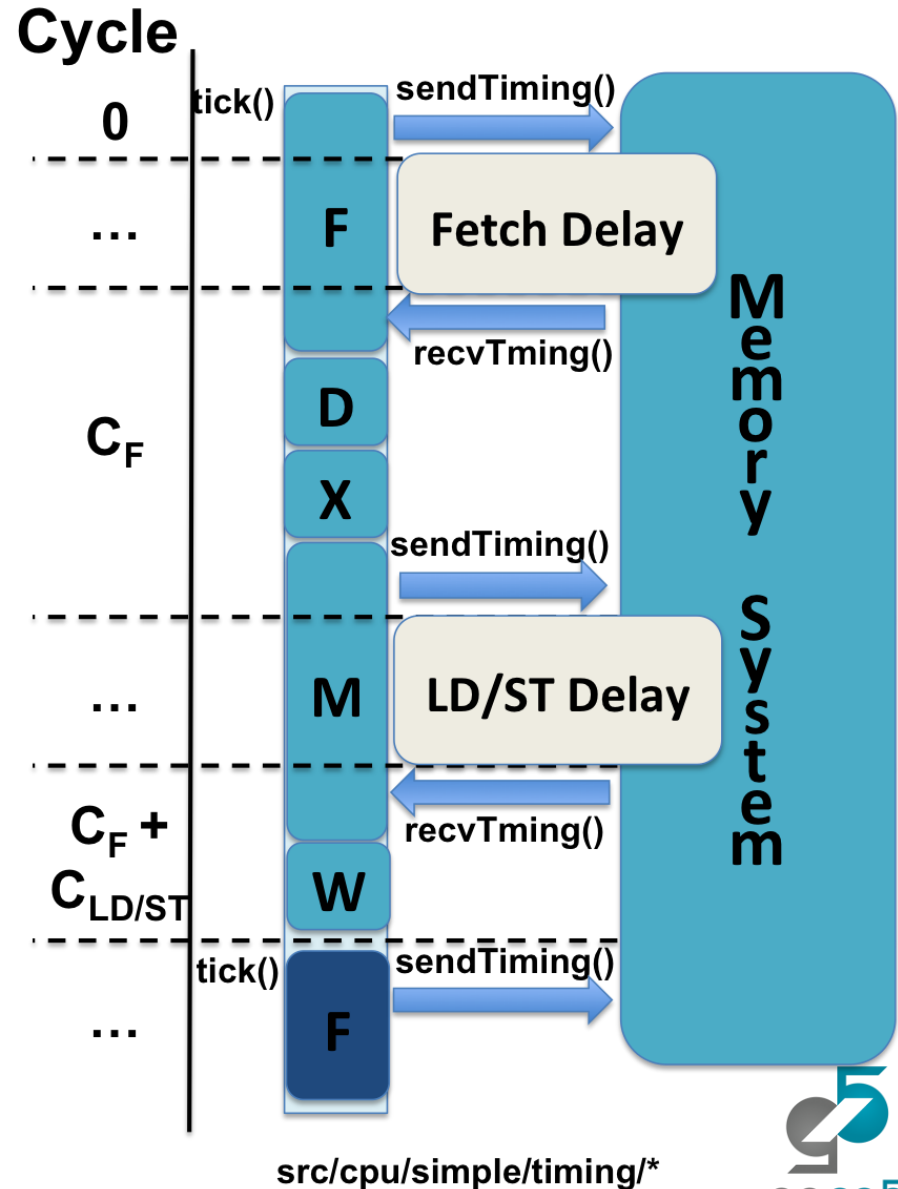 Cycle
tick()
sendTiming()
0
...
F
Fetch Delay
recvTming()
D
C_F
X
sendTiming()
Memory System
...
M
LD/ST Delay
C_F +
recvTming()
C_LD/ST
W
tick()
sendTiming()
...
F
src/cpu/simple/timing/*